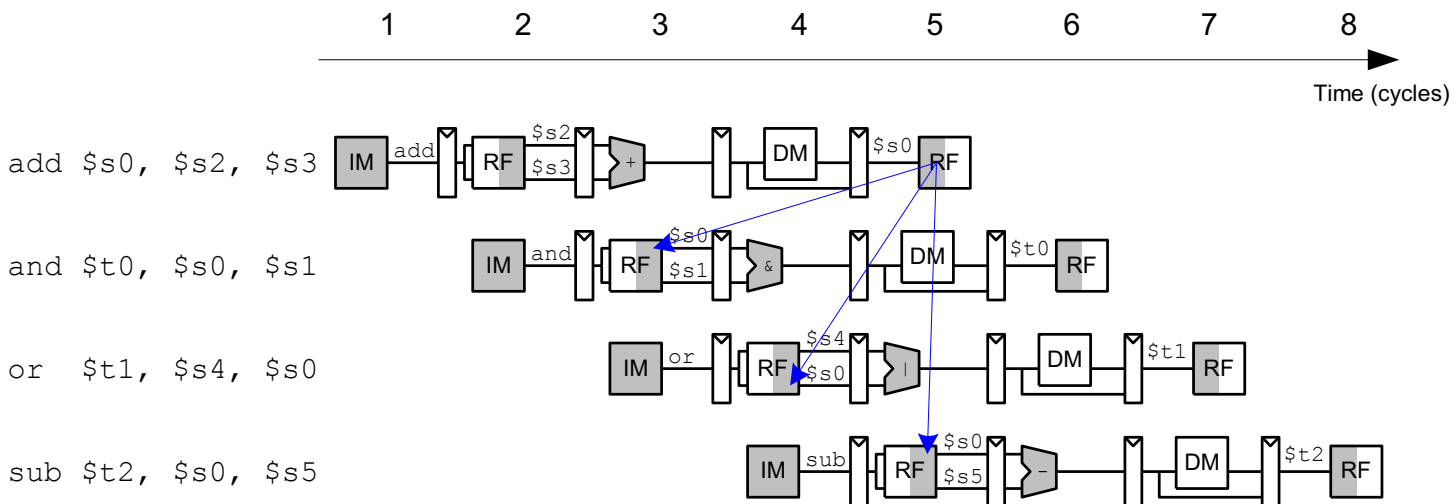 1 2 3 4 5 6 7 8
Time (cycles)
add $s0, $s2, $s3 IM add RF $s2 $s3 + DM $s0 RF
and $t0, $s0, $s1 IM and RF $s0 $s1 & DM $t0 RF
or $t1, $s4, $s0 IM or RF $s4 $s0 | DM $t1 RF
sub $t2, $s0, $s5 IM sub RF $s0 $s5 - DM $t2 RF